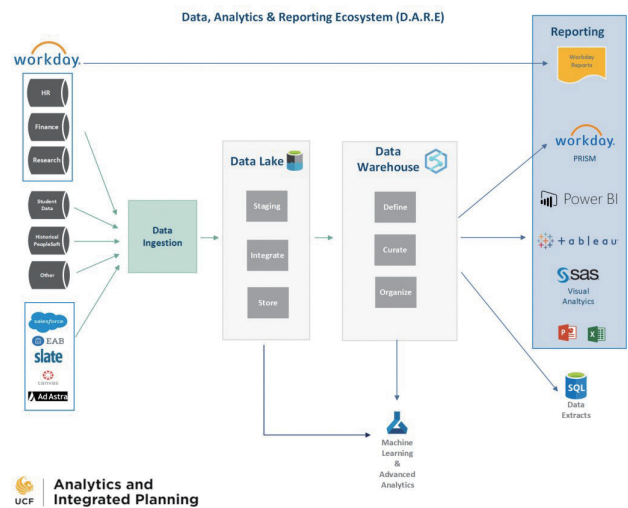 Data, Analytics & Reporting Ecosystem (D.A.R.E)
workday.
HR
Finance
Research
Student
Data
Historical
PeopleSoft
Other
salesforce
EAB
slate
canvas
Ad Astra
Data
Ingestion
Data Lake
Staging
Integrate
Store
Data
Warehouse
Define
Curate
Organize
Machine
Learning
&
Advanced
Analytics
Reporting
Workday
Reports
workday.
PRISM
Power BI
+ableau
sas
Visual
Analtyics
P
X
SQL
Data
Extracts
UCF
Analytics and
Integrated Planning